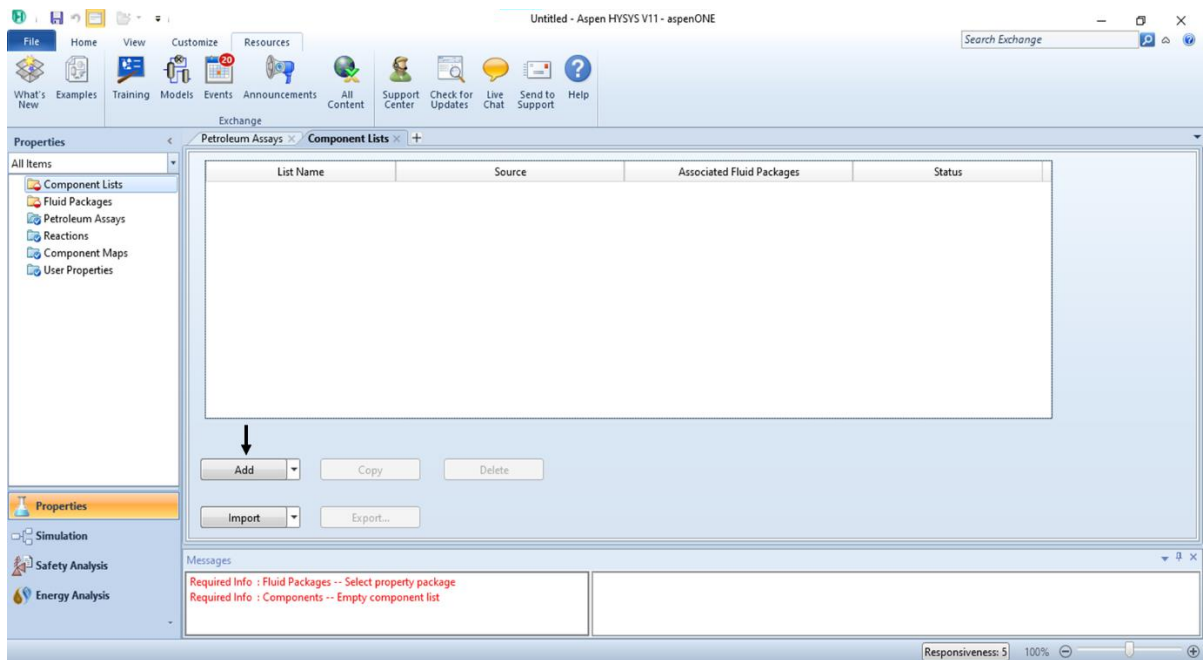 Untitled - Aspen HYSYS V11 - aspenONE
File Home View Customize Resources
Search Exchange
What's New
Examples
Training
Models
20
Events
Announcements
All Content
Support Center
Check for Updates
Live Chat
Send to Support
Help
Exchange
Properties
Petroleum Assays Component Lists
All Items
Component Lists
Fluid Packages
Petroleum Assays
Reactions
Component Maps
User Properties
List Name Source Associated Fluid Packages Status
Add Copy Delete
Import Export...
Properties
Simulation
Safety Analysis
Energy Analysis
Messages
Required Info : Fluid Packages -- Select property package
Required Info : Components -- Empty component list
Responsiveness: 5 100%